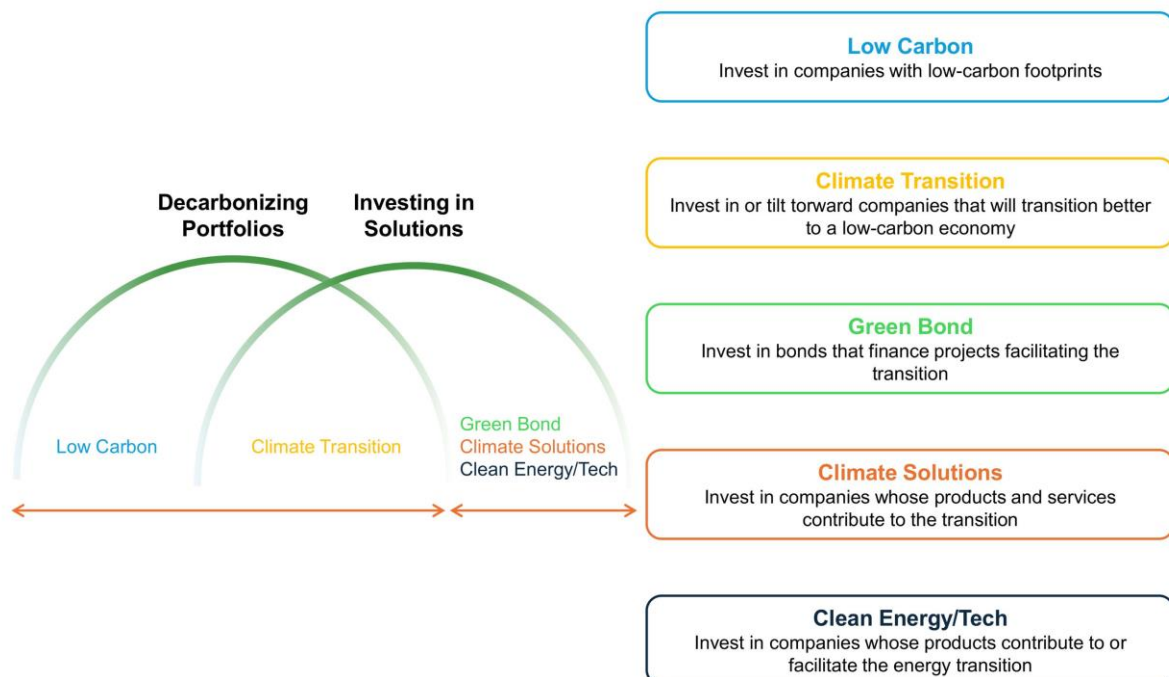 Decarbonizing
Portfolios
Investing in
Solutions
Low Carbon
Climate Transition
Green Bond
Climate Solutions
Clean Energy/Tech
Low Carbon
Invest in companies with low-carbon footprints
Climate Transition
Invest in or tilt torward companies that will transition better
to a low-carbon economy
Green Bond
Invest in bonds that finance projects facilitating the
transition
Climate Solutions
Invest in companies whose products and services
contribute to the transition
Clean Energy/Tech
Invest in companies whose products contribute to or
facilitate the energy transition